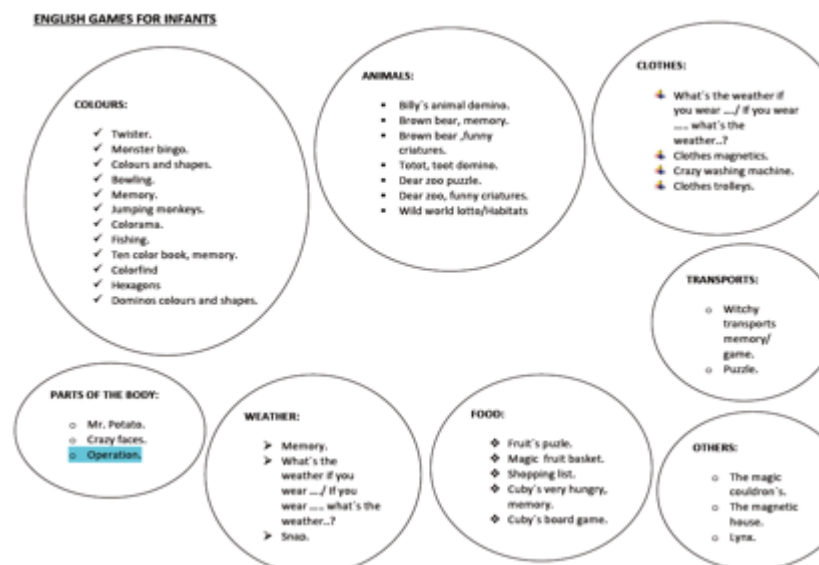 ENGLISH GAMES FOR INFANTS
COLOURS:
✓ Twister.
✓ Monster bingo.
✓ Colours and shapes.
✓ Bowling.
✓ Memory.
✓ Jumping monkeys.
✓ Colorama.
✓ Fishing.
✓ Ten color book, memory.
✓ Colorfind
✓ Hexagons
✓ Dominos colours and shapes.
ANIMALS:
▪ Billy´s animal domino.
▪ Brown bear, memory.
▪ Brown bear ,funny
criatures.
▪ Totot, toot domino.
▪ Dear zoo puzzle.
▪ Dear zoo, funny criatures.
▪ Wild world lotto/Habitats
CLOTHES:
What´s the weather if
you wear …./ If you
wear ….. what´s the
weather..?
Clothes magnetics.
Crazy washing machine.
Clothes trolleys.
TRANSPORTS:
o Witchy
transports
memory/
game.
o Puzzle.
PARTS OF THE BODY:
o Mr. Potato.
o Crazy faces.
o Operation.
WEATHER:
➢ Memory.
➢ What´s the
weather if you
wear …./ If you
wear ….. what´s the
weather..?
➢ Snap.
FOOD:
❖ Fruit´s puzle.
❖ Magic fruit basket.
❖ Shopping list.
❖ Cuby´s very hungry,
memory.
❖ Cuby´s board game.
OTHERS:
o The magic
couldron´s.
o The magnetic
house.
o Lynx.